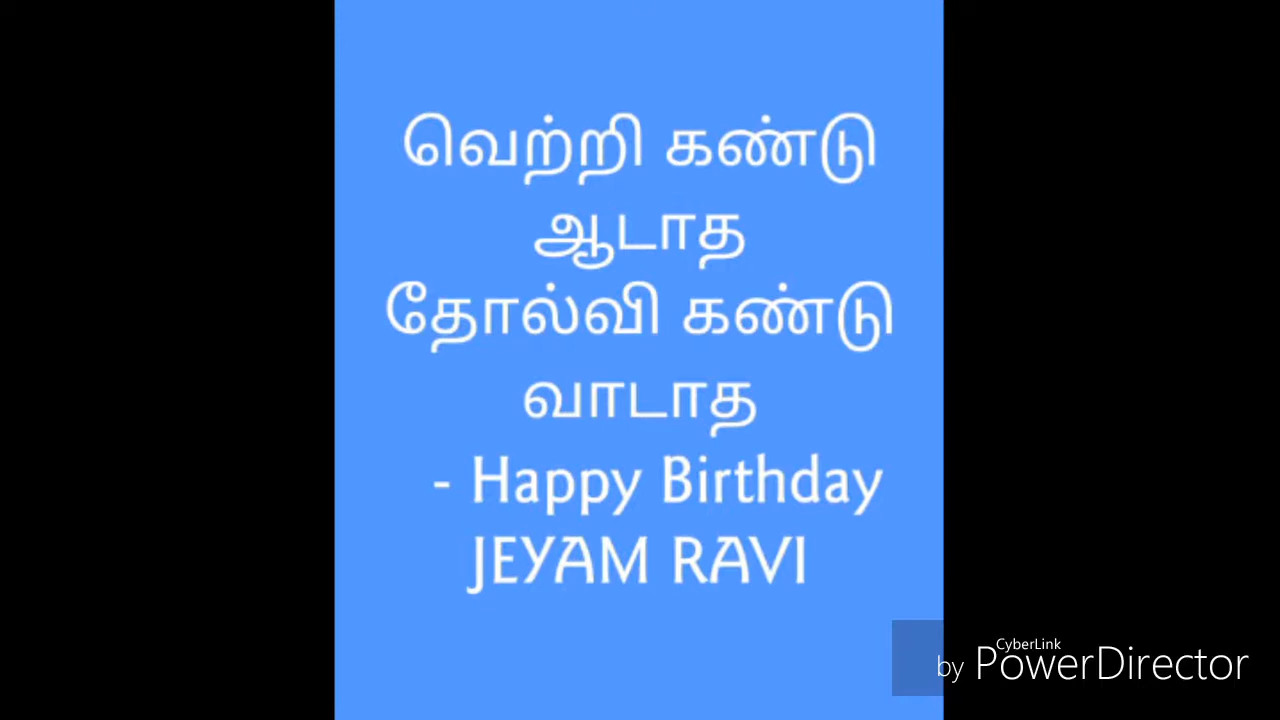 வெற்றி கண்டு
ஆடாத
தோல்வி கண்டு
வாடாத
- Happy Birthday
JEYAM RAVI
CyberLink
by PowerDirector